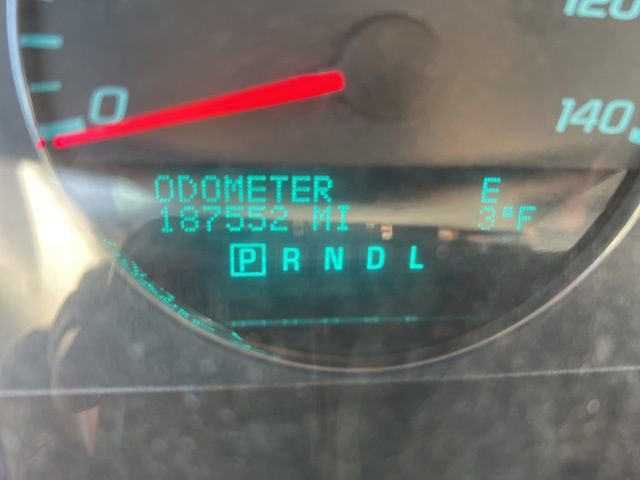 120
0
140
ODOMETER E
187552 MI 3°F
P R N D L